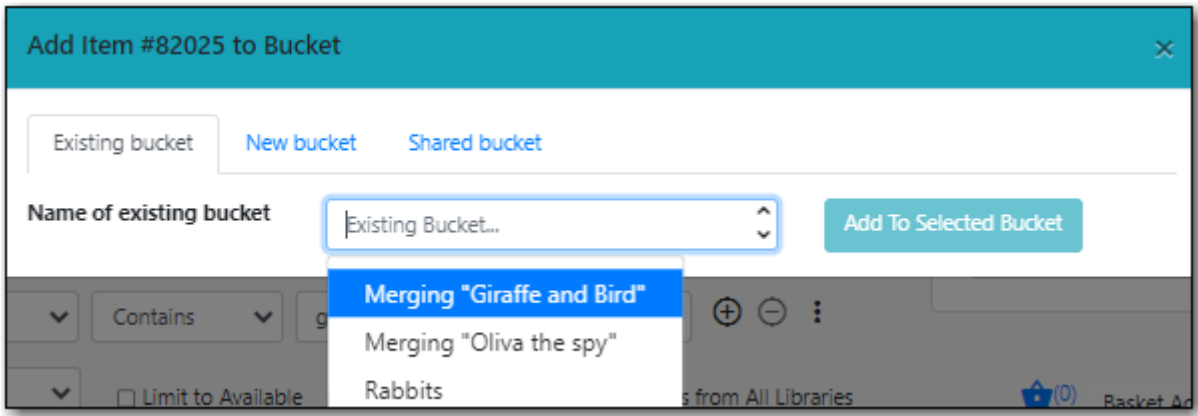 Add Item #82025 to Bucket ×
Existing bucket New bucket Shared bucket
Name of existing bucket Existing Bucket... Add To Selected Bucket
Merging "Giraffe and Bird"
Contains g
Merging "Oliva the spy"
Rabbits
Limit to Available s from All Libraries (0) Basket Ac